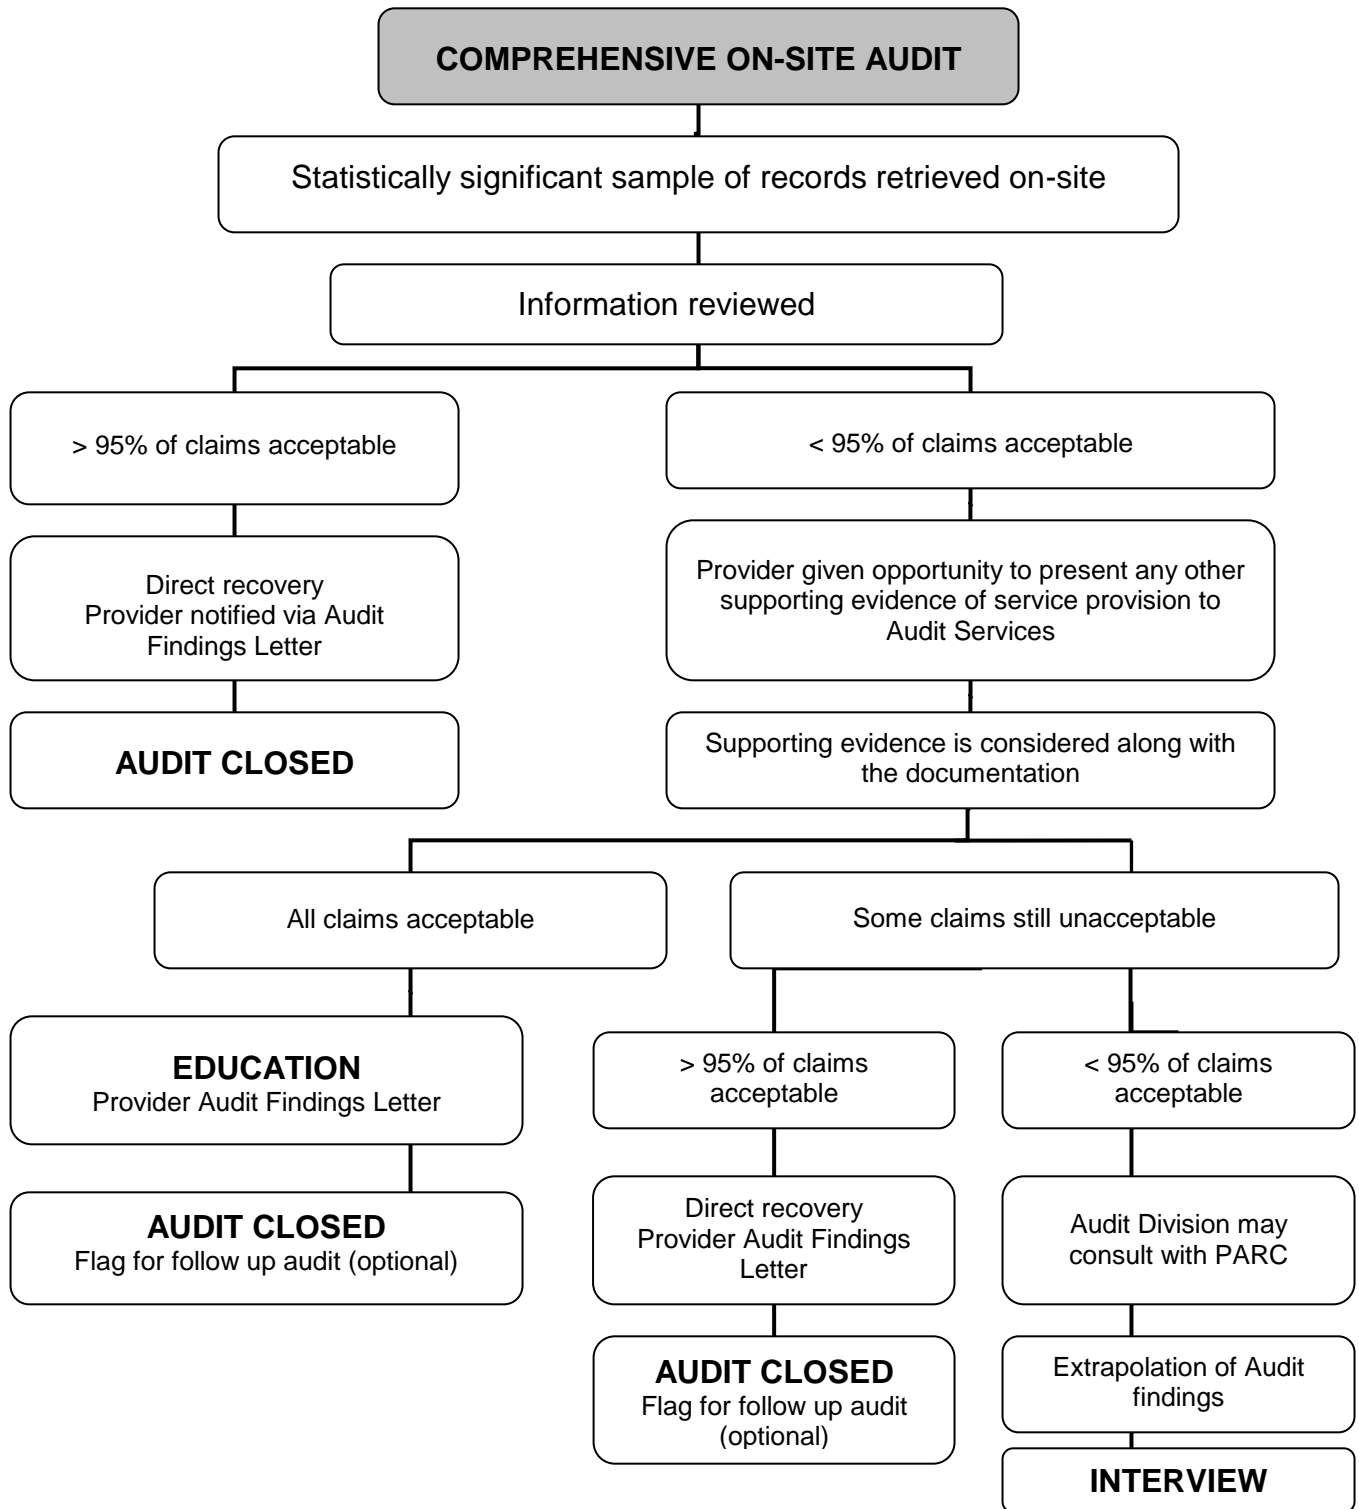 COMPREHENSIVE ON-SITE AUDIT
Statistically significant sample of records retrieved on-site
Information reviewed
> 95% of claims acceptable
< 95% of claims acceptable
Direct recovery
Provider notified via Audit
Findings Letter
Provider given opportunity to present any other
supporting evidence of service provision to
Audit Services
AUDIT CLOSED
Supporting evidence is considered along with
the documentation
All claims acceptable
Some claims still unacceptable
EDUCATION
Provider Audit Findings Letter
> 95% of claims
acceptable
< 95% of claims
acceptable
AUDIT CLOSED
Flag for follow up audit (optional)
Direct recovery
Provider Audit Findings
Letter
Audit Division may
consult with PARC
AUDIT CLOSED
Flag for follow up audit
(optional)
Extrapolation of Audit
findings
INTERVIEW